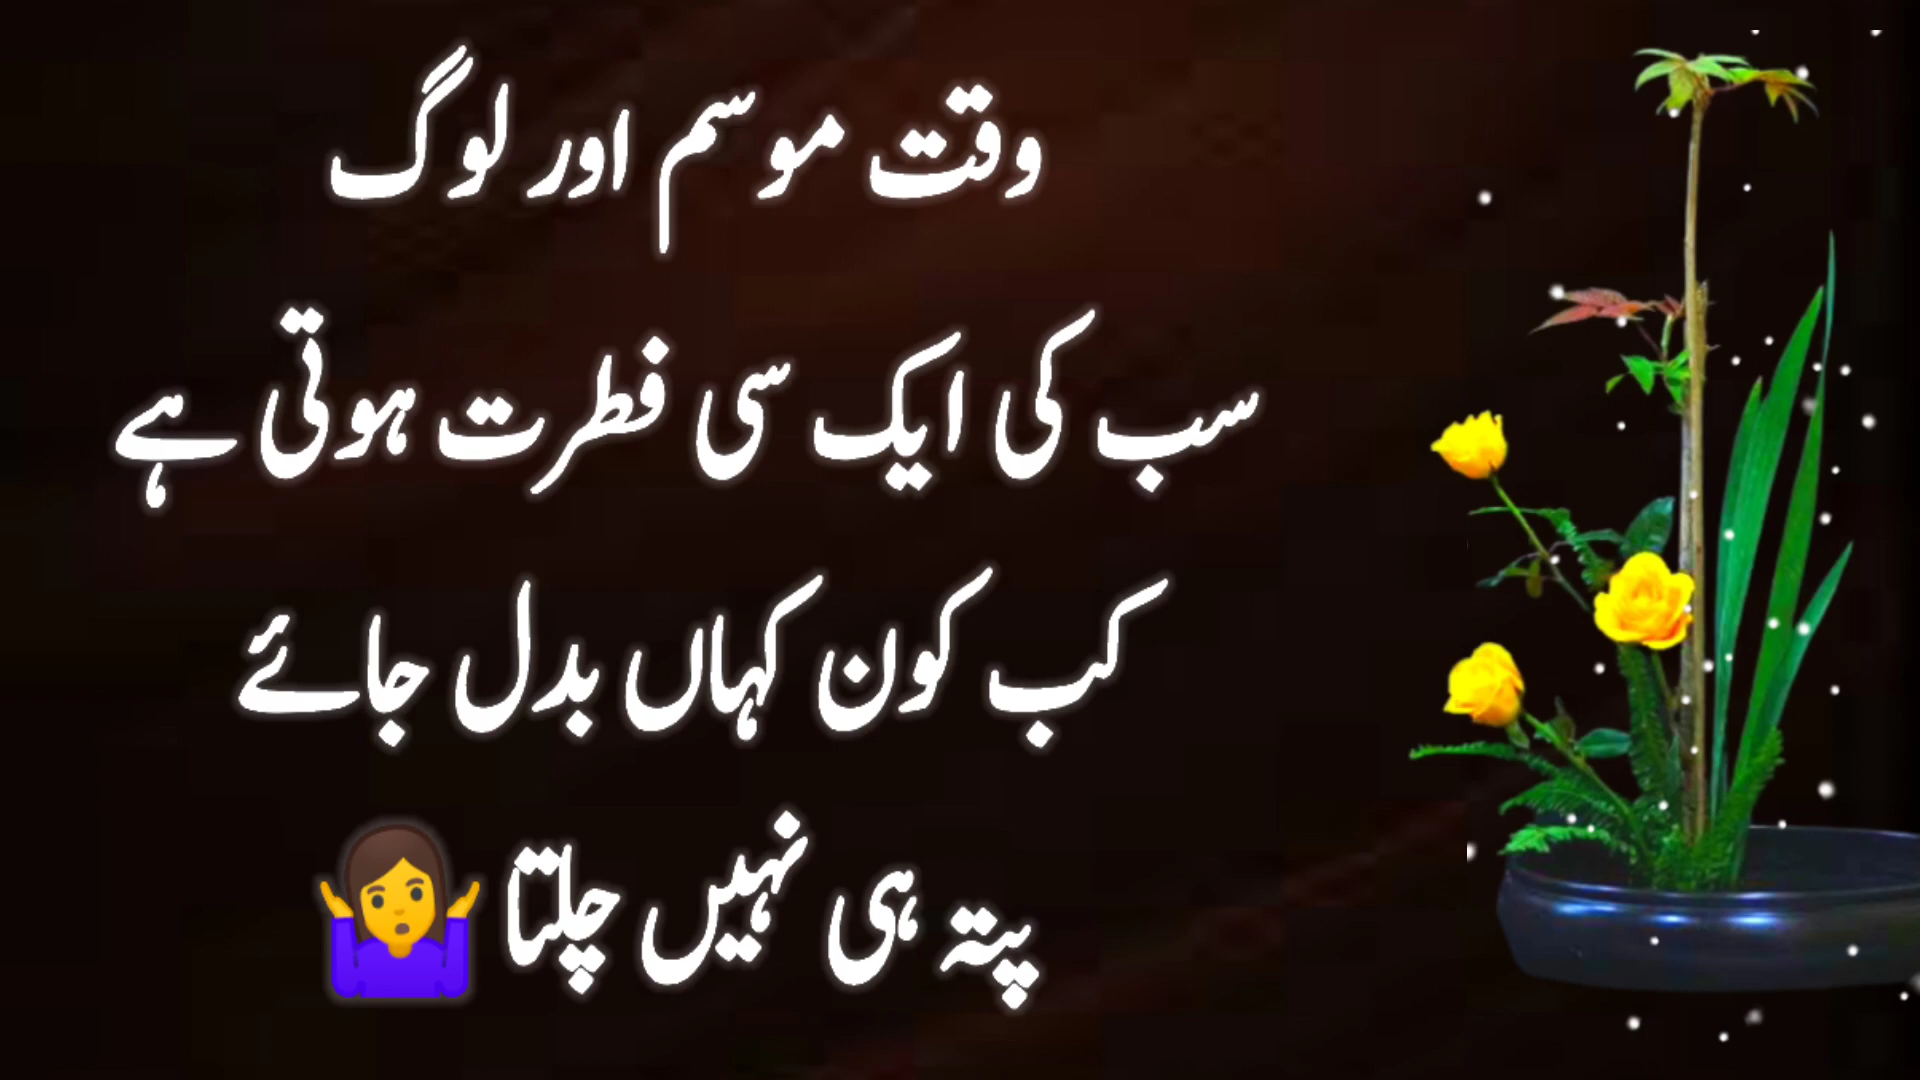 وقت موسم اور لوگ
سب کی ایک سی فطرت ہوتی ہے
کب کون کہاں بدل جائے
پتہ ہی نہیں چلتا 🤷‍♀️